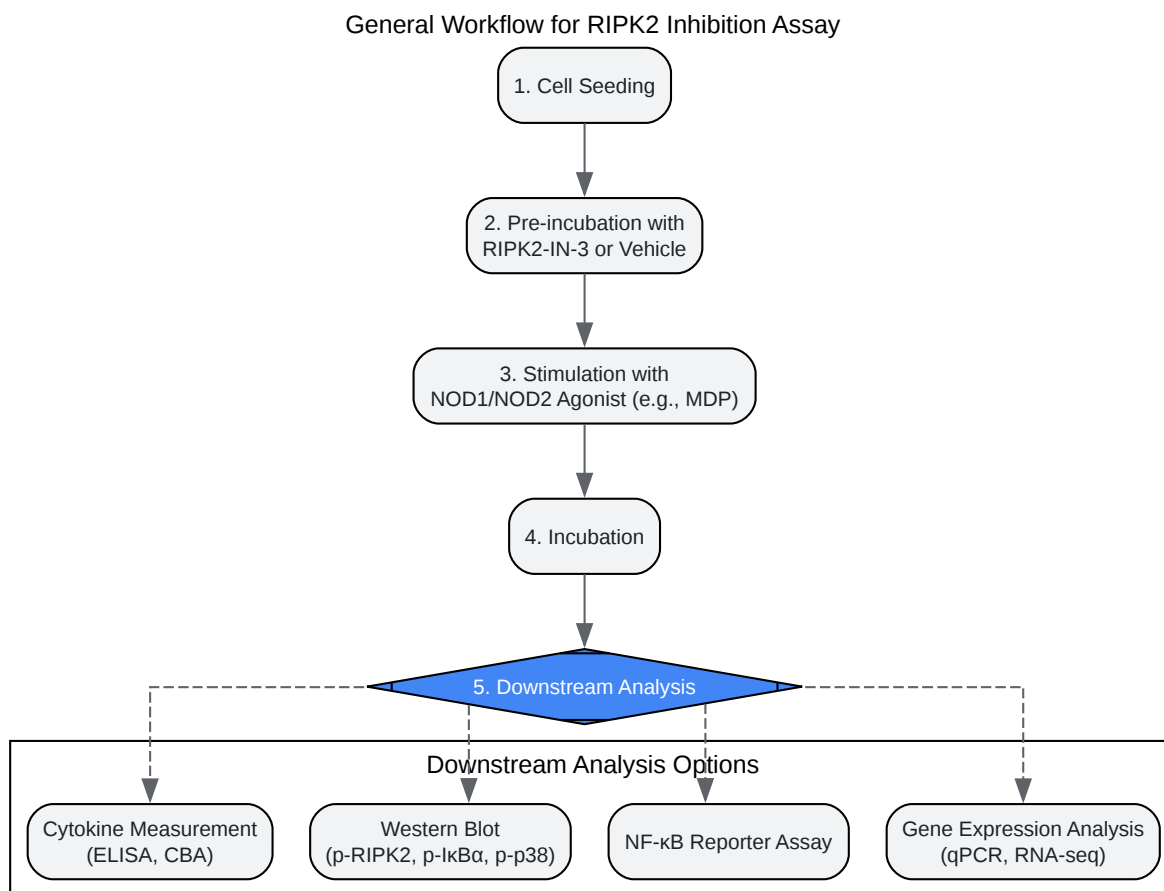 General Workflow for RIPK2 Inhibition Assay
1. Cell Seeding
2. Pre-incubation with
RIPK2-IN-3 or Vehicle
3. Stimulation with
NOD1/NOD2 Agonist (e.g., MDP)
4. Incubation
5. Downstream Analysis
Downstream Analysis Options
Cytokine Measurement
(ELISA, CBA)
Western Blot
(p-RIPK2, p-IκBα, p-p38)
NF-κB Reporter Assay
Gene Expression Analysis
(qPCR, RNA-seq)